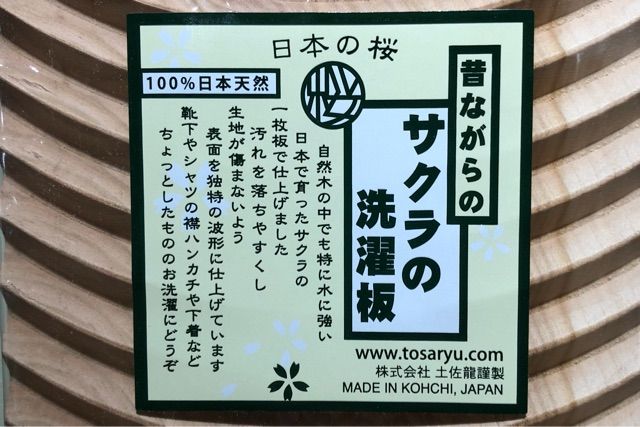 日本の桜
100%日本天然
桜
昔ながらの
サクラの
洗濯板
自然木の中でも特に水に強い
日本で育ったサクラの
一枚板で仕上げました
汚れを落ちやすくし
生地が傷まないよう
表面を独特の波形に仕上げています
靴下やシャツの襟ハンカチや下着など
ちょっとしたもののお洗濯にどうぞ
www.tosaryu.com
株式会社 土佐龍謹製
MADE IN KOHCHI, JAPAN